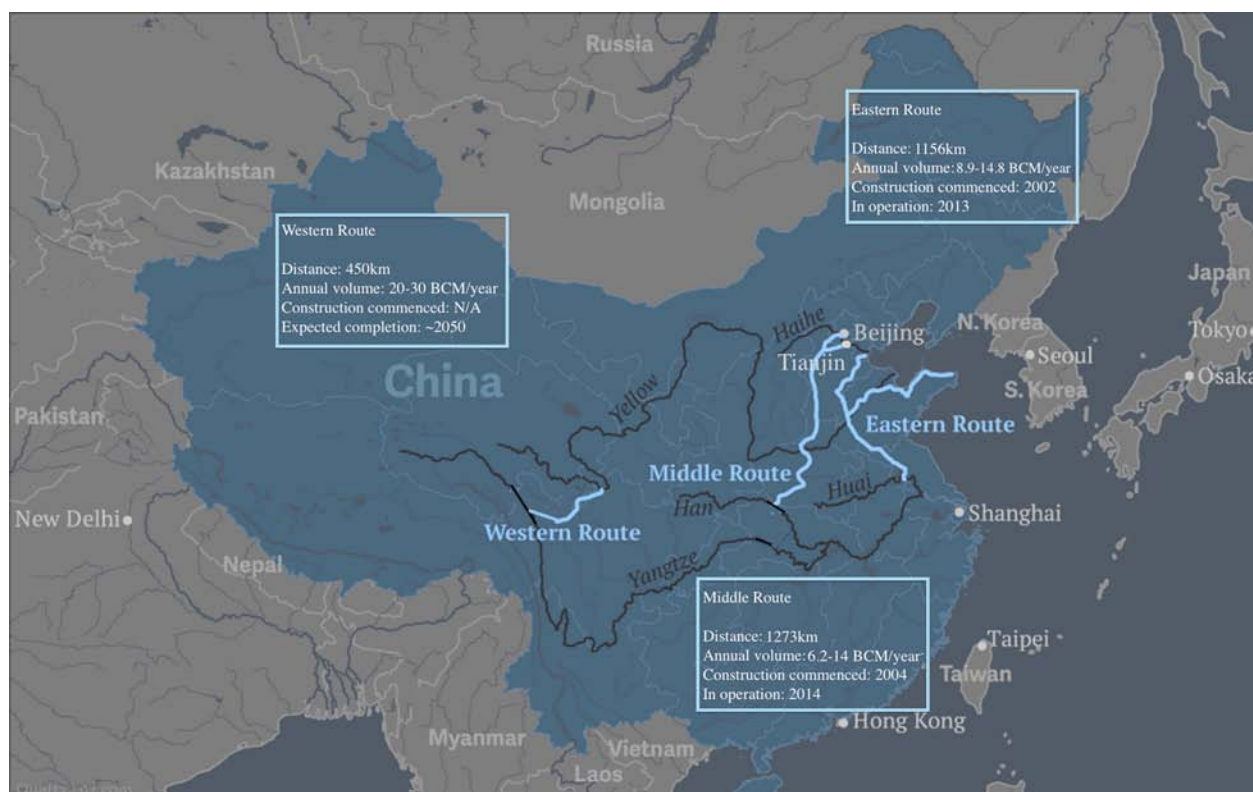 Russia
Kazakhstan
Mongolia
Eastern Route
Distance: 1156km
Annual volume: 8.9-14.8 BCM/year
Construction commenced: 2002
In operation: 2013
Western Route
Distance: 450km
Annual volume: 20-30 BCM/year
Construction commenced: N/A
Expected completion: ~2050
Japan
N. Korea
Tokyo
Haihe
Beijing
Tianjin
Seoul
S. Korea
Osaka
China
Yellow
Pakistan
Eastern Route
Middle Route
Huai
Han
New Delhi
Western Route
Shanghai
Nepal
Yangtze
Middle Route
Distance: 1273km
Annual volume: 6.2-14 BCM/year
Construction commenced: 2004
In operation: 2014
Taipei
Taiwan
Hong Kong
Myanmar
Vietnam
Laos